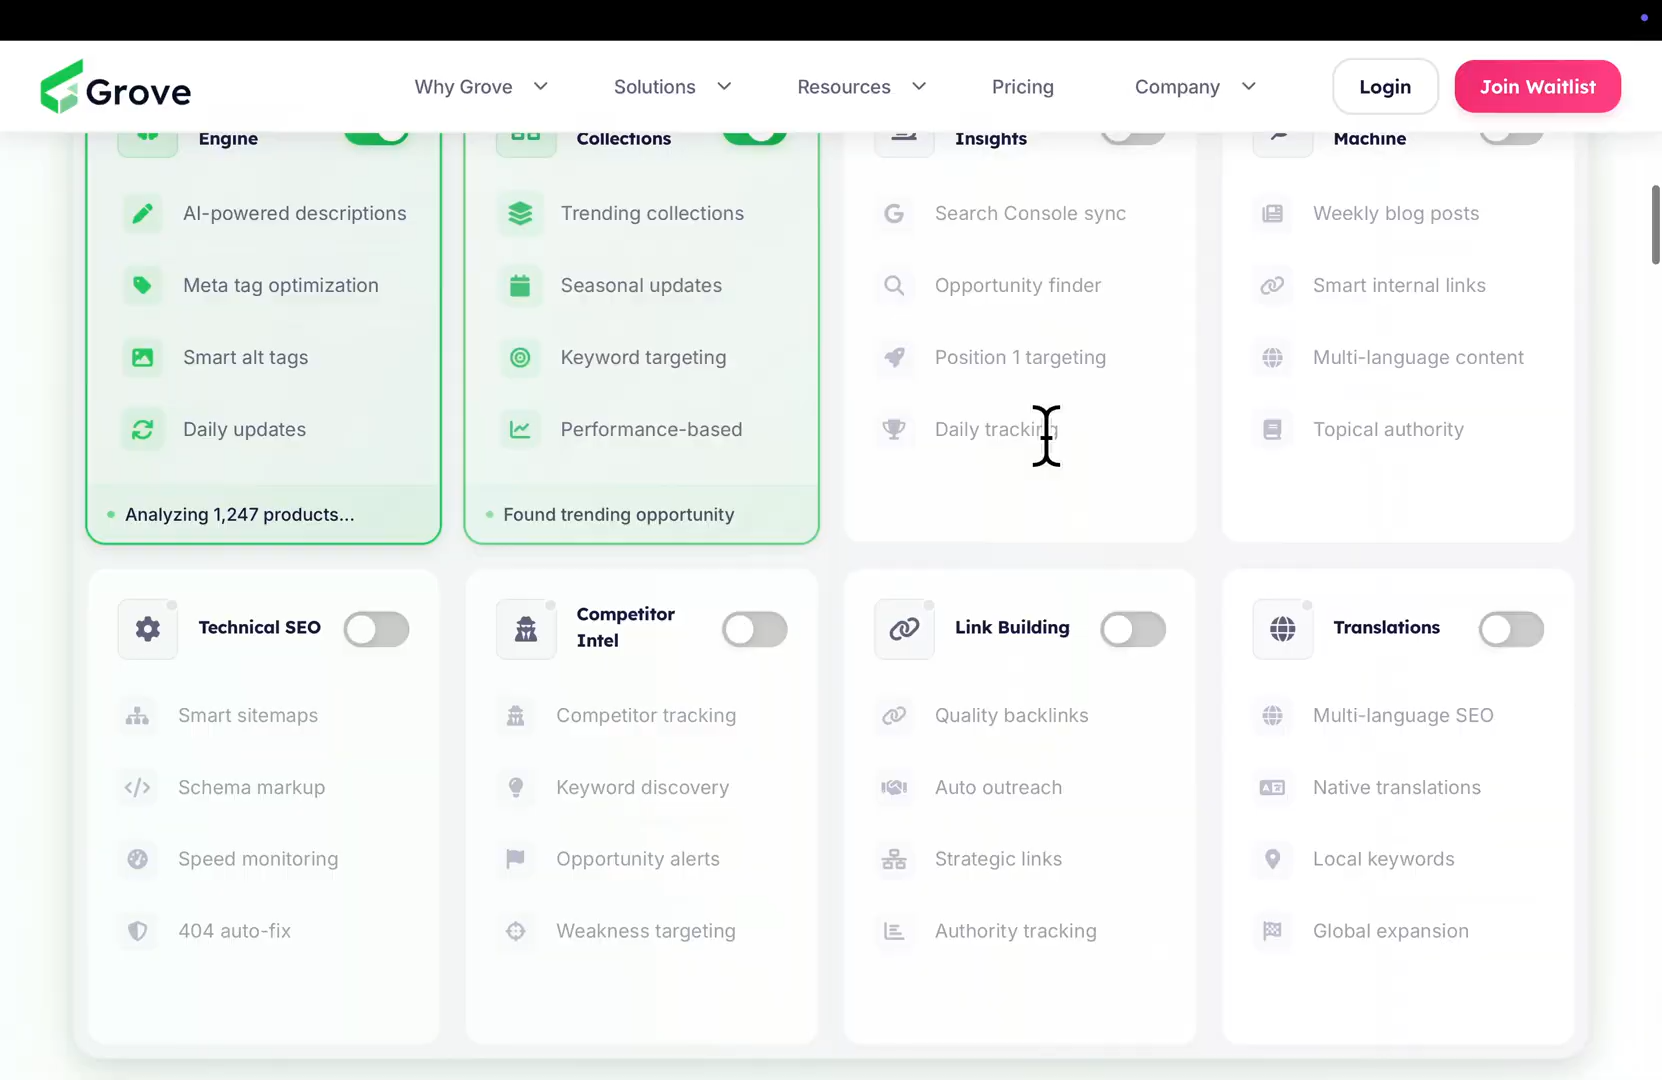 Grove
Why Grove
Solutions
Resources
Pricing
Company
Login
Join Waitlist
Engine
AI-powered descriptions
Meta tag optimization
Smart alt tags
Daily updates
Analyzing 1,247 products...
Collections
Trending collections
Seasonal updates
Keyword targeting
Performance-based
Found trending opportunity
Insights
Search Console sync
Opportunity finder
Position 1 targeting
Daily tracking
Machine
Weekly blog posts
Smart internal links
Multi-language content
Topical authority
Technical SEO
Smart sitemaps
Schema markup
Speed monitoring
404 auto-fix
Competitor
Intel
Competitor tracking
Keyword discovery
Opportunity alerts
Weakness targeting
Link Building
Quality backlinks
Auto outreach
Strategic links
Authority tracking
Translations
Multi-language SEO
Native translations
Local keywords
Global expansion